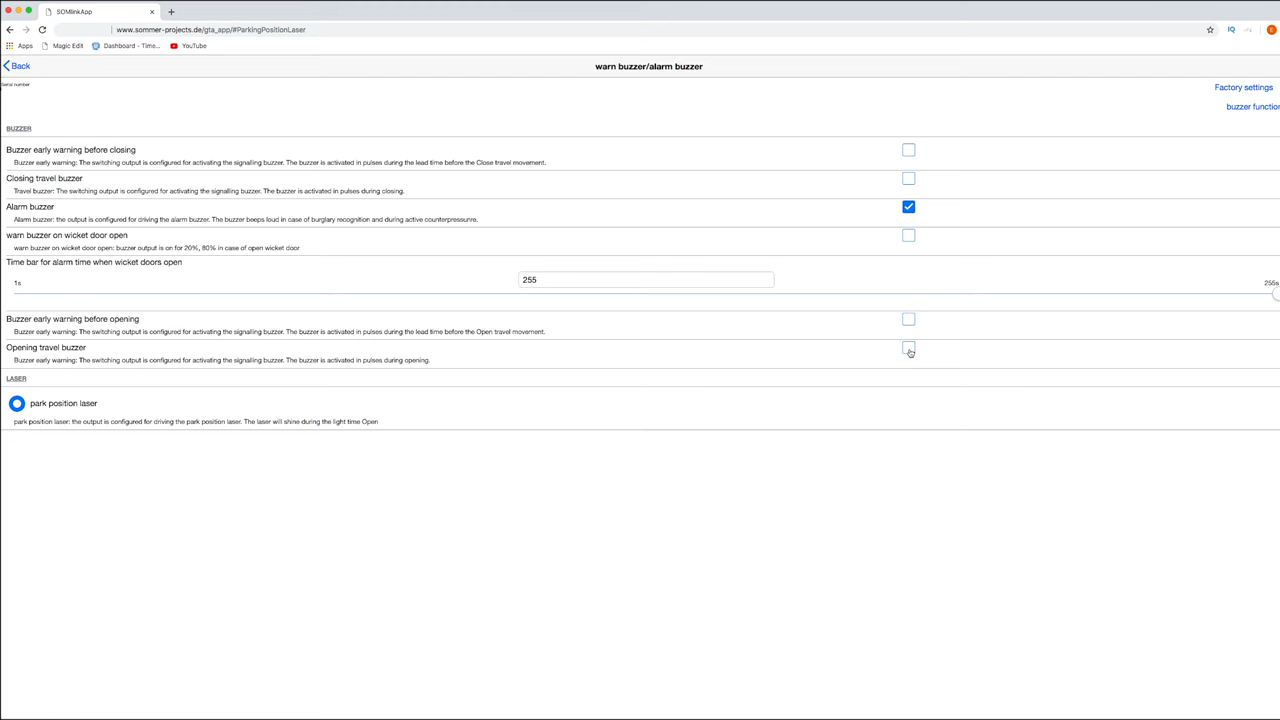 SOMlinkApp
www.sommer-projects.de/gta_app/#ParkingPositionLaser
Apps Magic Edit Dashboard - Time... YouTube
Back
warn buzzer/alarm buzzer
Serial number
Factory settings
buzzer function
BUZZER
Buzzer early warning before closing
Buzzer early warning: The switching output is configured for activating the signalling buzzer. The buzzer is activated in pulses during the lead time before the Close travel movement.
Closing travel buzzer
Travel buzzer: The switching output is configured for activating the signalling buzzer. The buzzer is activated in pulses during closing.
Alarm buzzer
Alarm buzzer: the output is configured for driving the alarm buzzer. The buzzer beeps loud in case of burglary recognition and during active counterpressure.
warn buzzer on wicket door open
warn buzzer on wicket door open: buzzer output is on for 20%, 80% in case of open wicket door
Time bar for alarm time when wicket doors open
1s 255 255s
Buzzer early warning before opening
Buzzer early warning: The switching output is configured for activating the signalling buzzer. The buzzer is activated in pulses during the lead time before the Open travel movement.
Opening travel buzzer
Buzzer early warning: The switching output is configured for activating the signalling buzzer. The buzzer is activated in pulses during opening.
LASER
park position laser
park position laser: the output is configured for driving the park position laser. The laser will shine during the light time Open